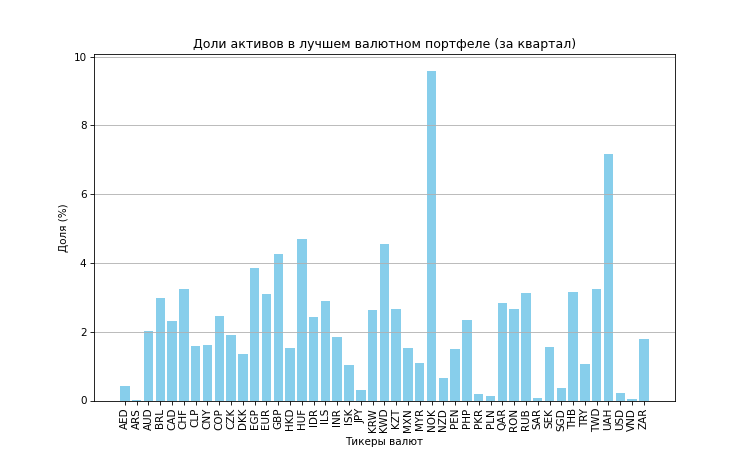 Доли активов в лучшем валютном портфеле (за квартал)
Доля (%)
10
8
6
4
2
0
AED ARS AUD BRL CAD CHF CLP CNY COP CZK DKK EGP EUR GBP HKD HUF IDR ILS INR ISK JPY KRW KWD KZT MXN MYR NOK NZD PEN PHP PKR PLN QAR RON RUB SAR SEK SGD THB TRY TWD UAH USD VND ZAR
Тикеры валют